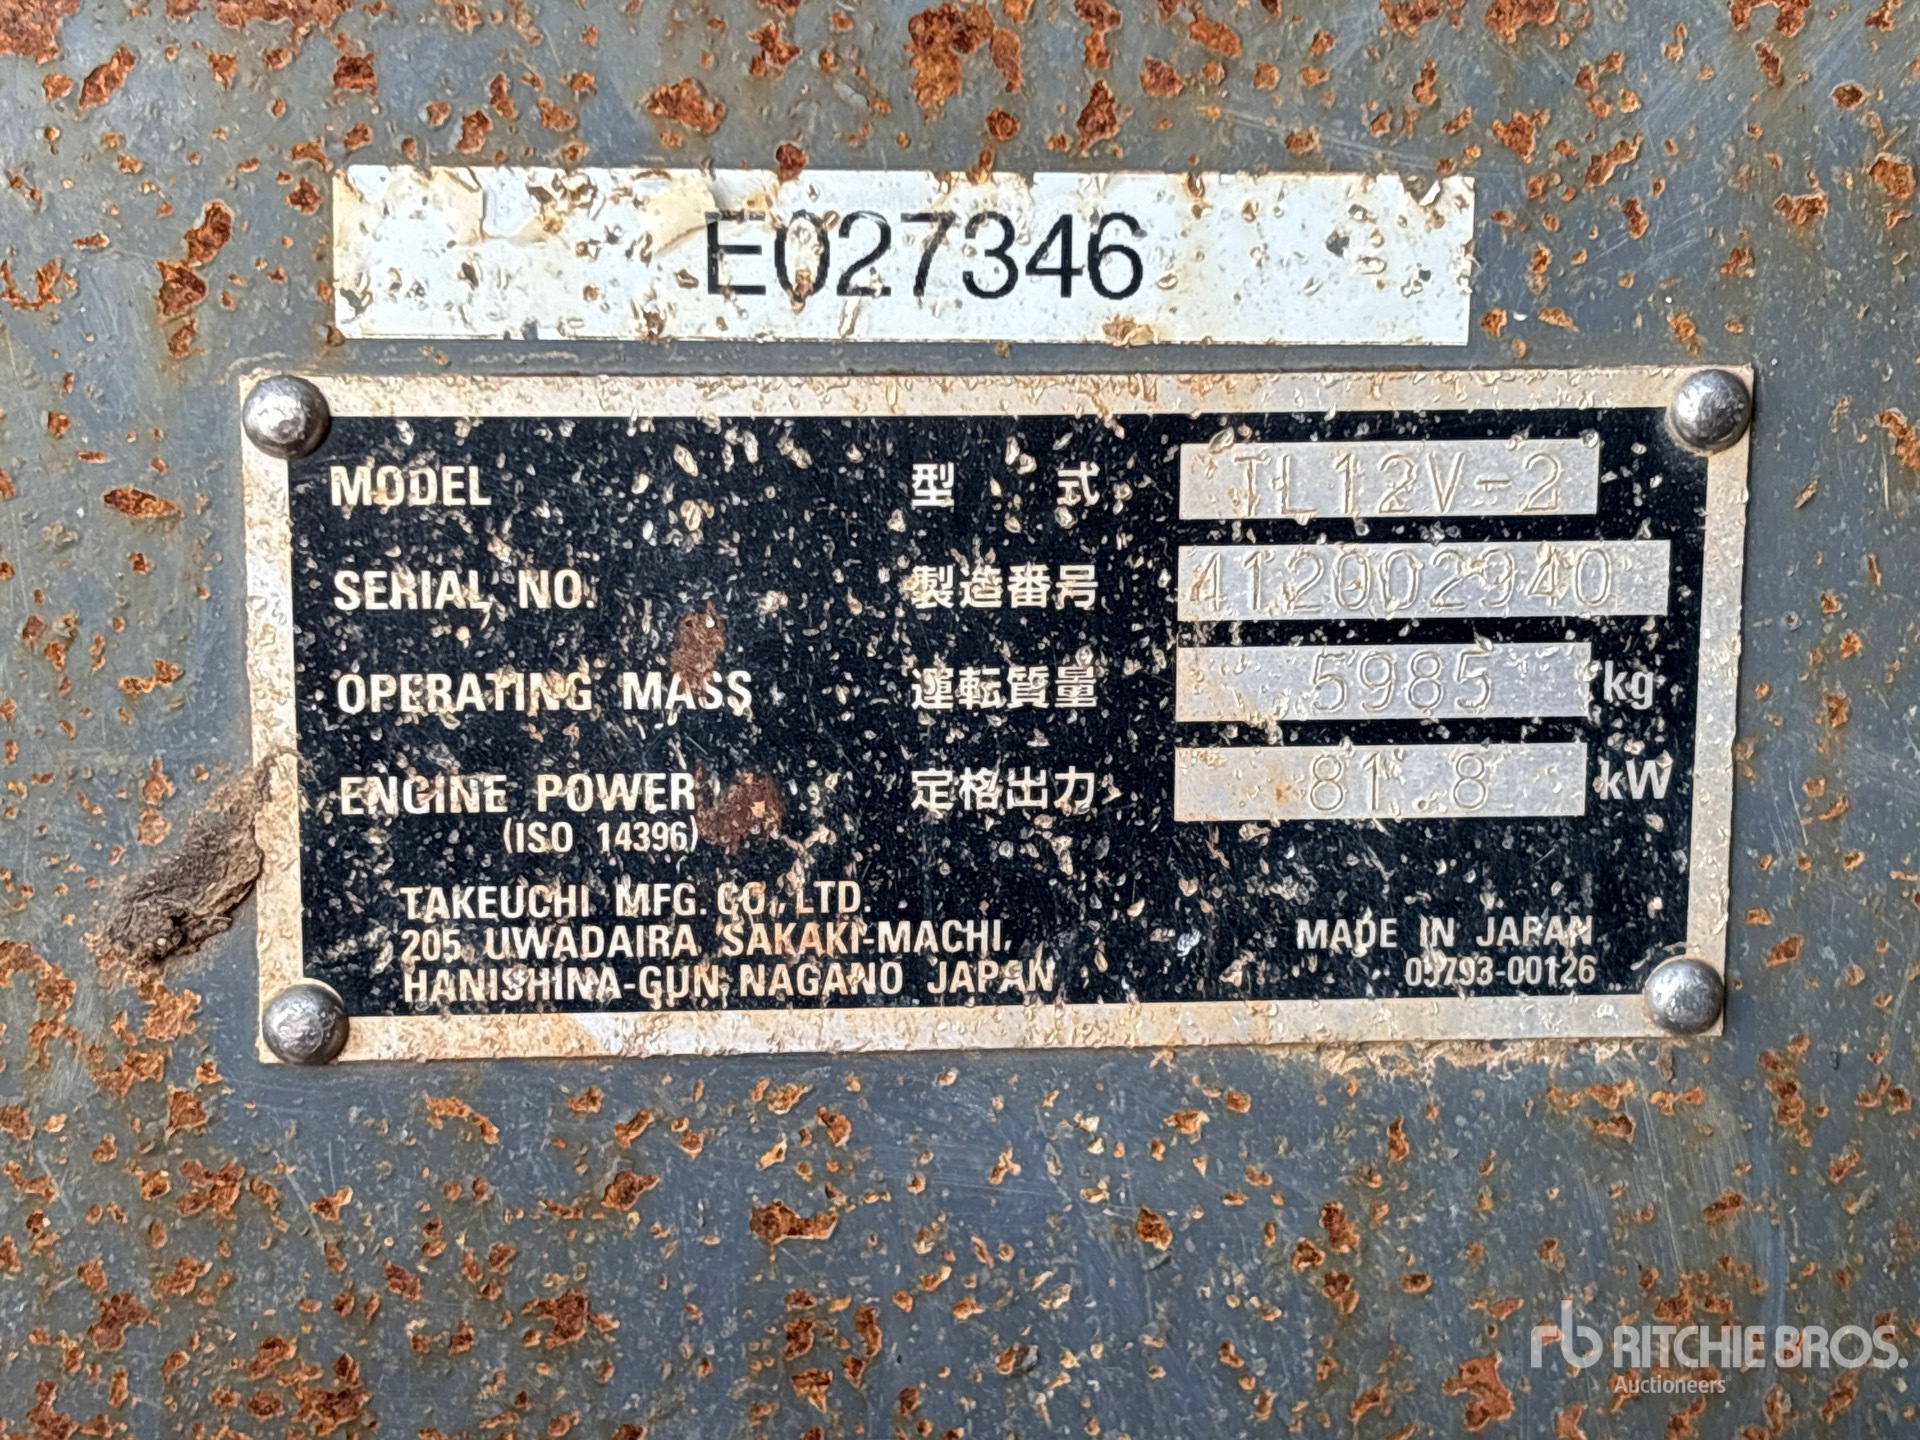 E027346
MODEL 型 式 TL12V-2
SERIAL NO. 製造番号 412002940
OPERATING MASS 運転質量 5985 kg
ENGINE POWER 定格出力 81.8 kW
(ISO 14396)
TAKEUCHI MFG. CO., LTD.
205 UWADAIRA SAKAKI-MACHI,
HANISHINA-GUN, NAGANO JAPAN
MADE IN JAPAN
05793-00126
rb RITCHIE BROS.
Auctioneers